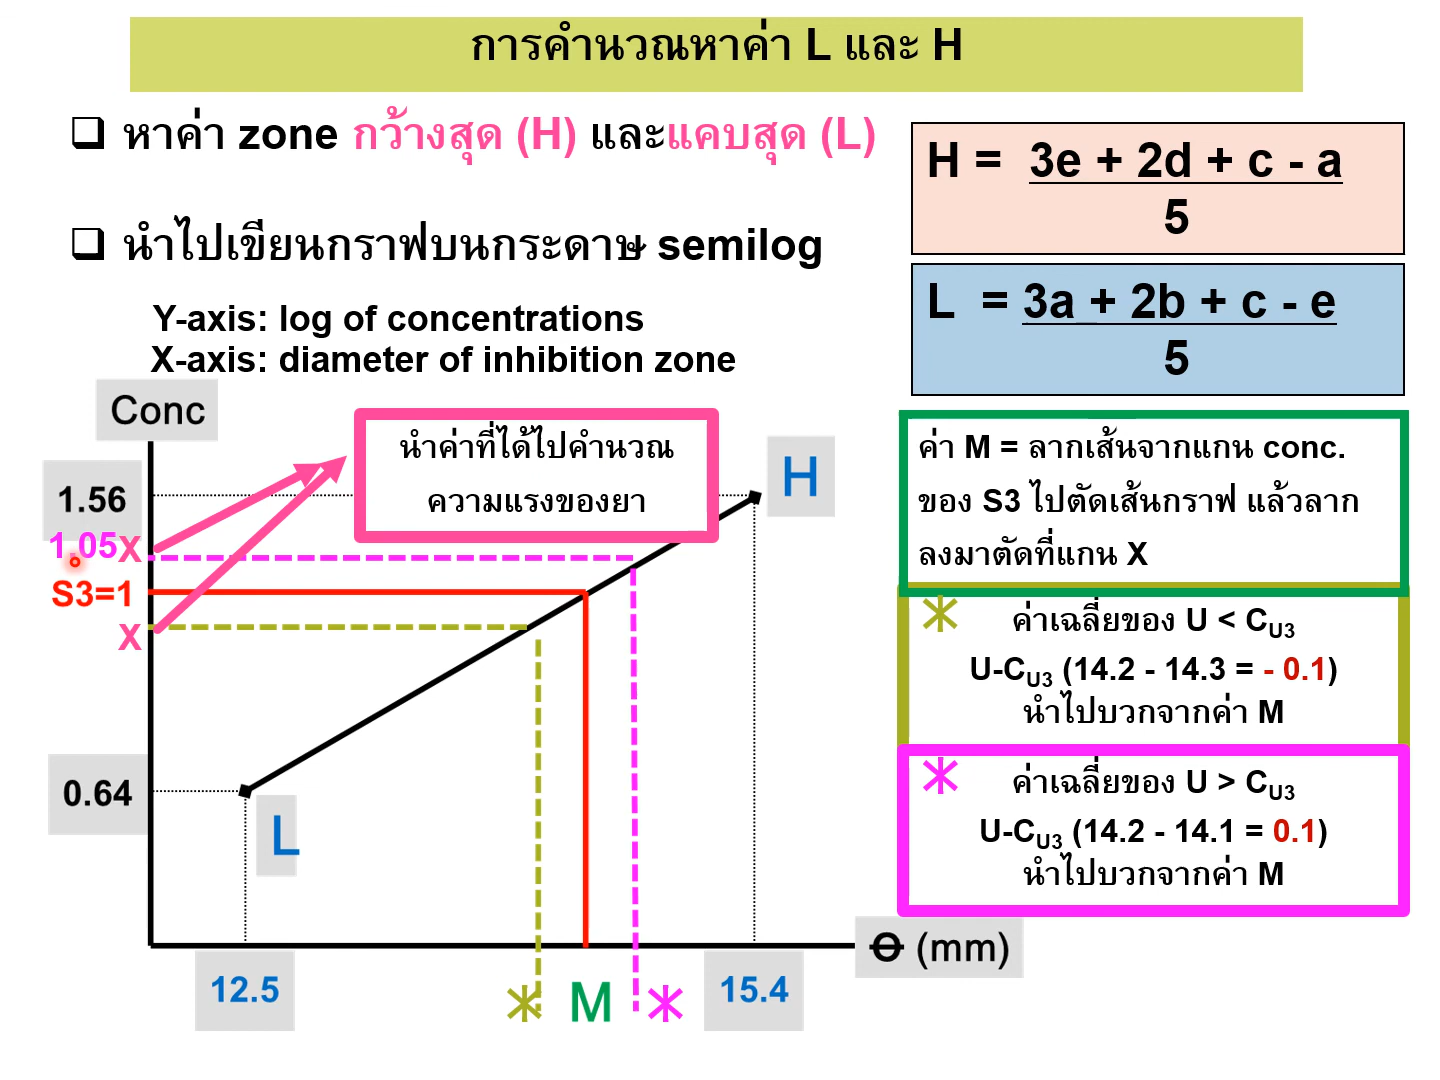 การคำนวณหาค่า L และ H
❑ หาค่า zone กว้างสุด (H) และแคบสุด (L)
❑ นำไปเขียนกราฟบนกระดาษ semilog
Y-axis: log of concentrations
X-axis: diameter of inhibition zone
H = 3e + 2d + c - a
5
L = 3a + 2b + c - e
5
Conc
นำค่าที่ได้ไปคำนวณ
ความแรงของยา
H
1.56
1.05X
S3=1
X
0.64
L
ϴ (mm)
12.5
* M *
15.4
ค่า M = ลากเส้นจากแกน conc.
ของ S3 ไปตัดเส้นกราฟ แล้วลาก
ลงมาตัดที่แกน X
* ค่าเฉลี่ยของ U < CU3
U-CU3 (14.2 - 14.3 = - 0.1)
นำไปบวกจากค่า M
* ค่าเฉลี่ยของ U > CU3
U-CU3 (14.2 - 14.1 = 0.1)
นำไปบวกจากค่า M